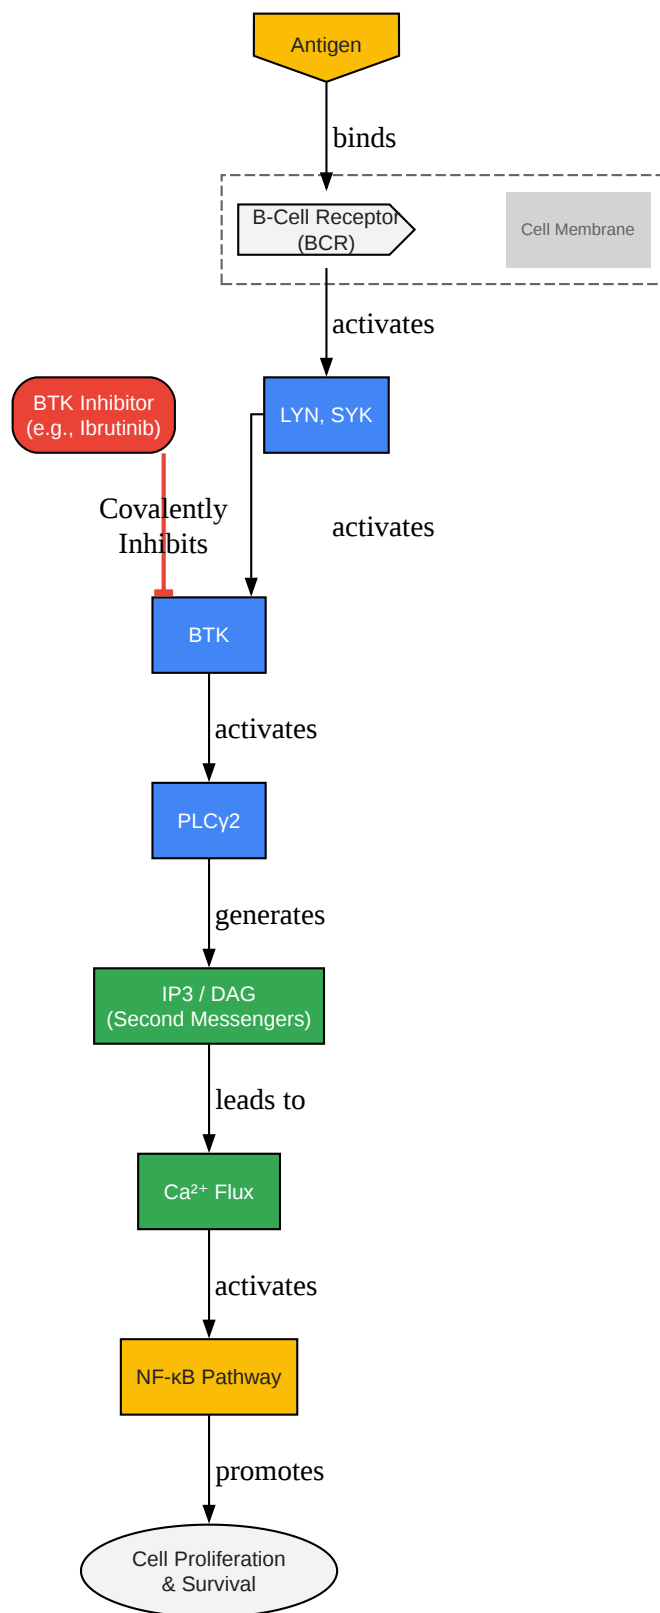 Antigen
binds
B-Cell Receptor
(BCR)
Cell Membrane
activates
BTK Inhibitor
(e.g., Ibrutinib)
LYN, SYK
Covalently
Inhibits
activates
BTK
activates
PLCγ2
generates
IP3 / DAG
(Second Messengers)
leads to
Ca²⁺ Flux
activates
NF-κB Pathway
promotes
Cell Proliferation
& Survival